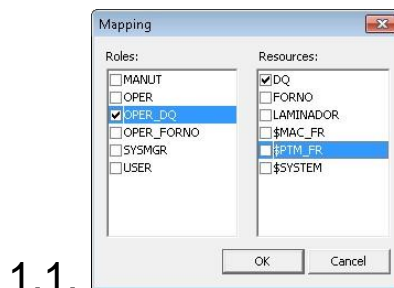 Mapping
Roles:
MANUT
OPER
OPER_DQ
OPER_FORNO
SYSMGR
USER
Resources:
DQ
FORNO
LAMINADOR
$MAC_FR
$PTM_FR
$SYSTEM
OK
Cancel
1.1.